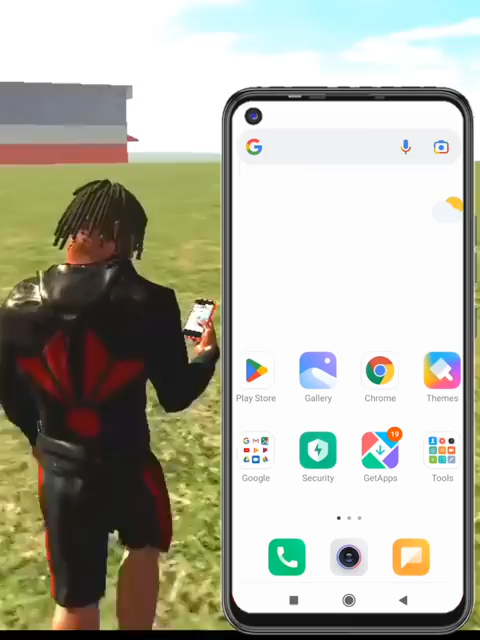 Play Store
Gallery
Chrome
Themes
19
Google
Security
GetApps
Tools